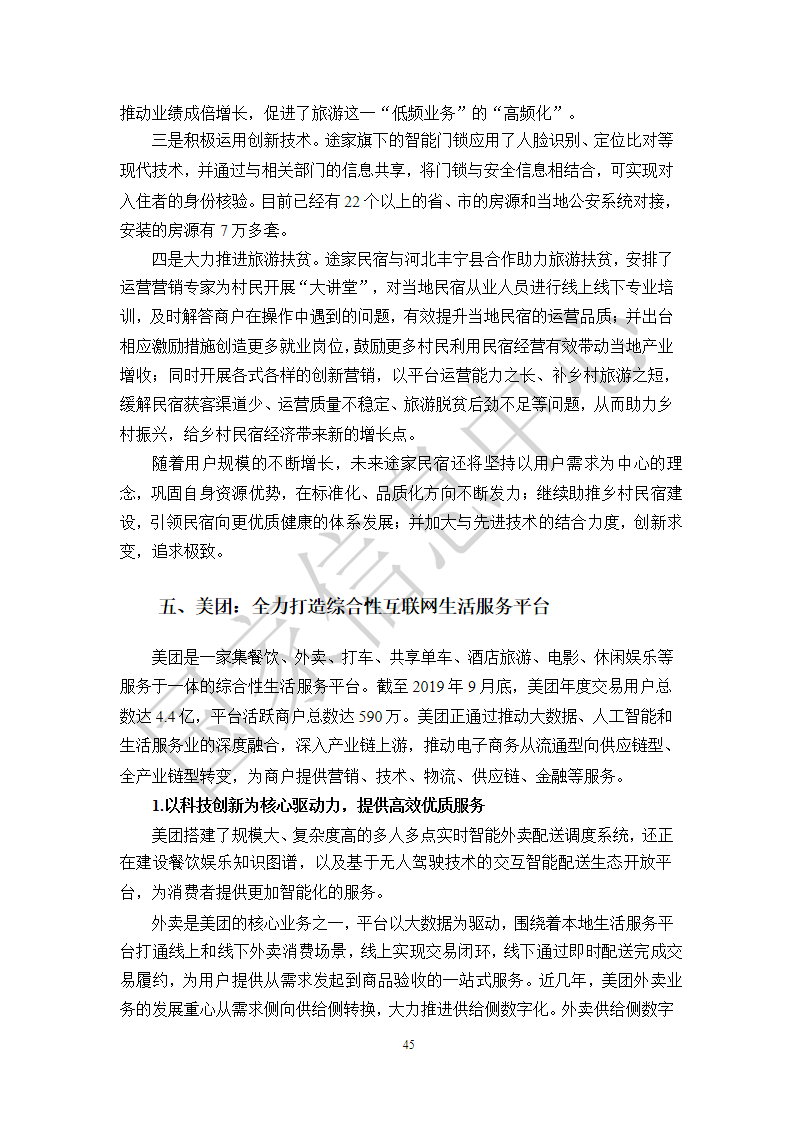 推动业绩成倍增长，促进了旅游这一“低频业务”的“高频化”。
三是积极运用创新技术。途家旗下的智能门锁应用了人脸识别、定位比对等
现代技术，并通过与相关部门的信息共享，将门锁与安全信息相结合，可实现对
入住者的身份核验。目前已经有 22 个以上的省、市的房源和当地公安系统对接，
安装的房源有 7 万多套。
四是大力推进旅游扶贫。途家民宿与河北丰宁县合作助力旅游扶贫，安排了
运营营销专家为村民开展“大讲堂”，对当地民宿从业人员进行线上线下专业培
训，及时解答商户在操作中遇到的问题，有效提升当地民宿的运营品质；并出台
相应激励措施创造更多就业岗位，鼓励更多村民利用民宿经营有效带动当地产业
增收；同时开展各式各样的创新营销，以平台运营能力之长、补乡村旅游之短，
缓解民宿获客渠道少、运营质量不稳定、旅游脱贫后劲不足等问题，从而助力乡
村振兴，给乡村民宿经济带来新的增长点。
随着用户规模的不断增长，未来途家民宿还将坚持以用户需求为中心的理
念，巩固自身资源优势，在标准化、品质化方向不断发力；继续助推乡村民宿建
设，引领民宿向更优质健康的体系发展；并加大与先进技术的结合力度，创新求
变，追求极致。
五、美团：全力打造综合性互联网生活服务平台
美团是一家集餐饮、外卖、打车、共享单车、酒店旅游、电影、休闲娱乐等
服务于一体的综合性生活服务平台。截至 2019 年 9 月底，美团年度交易用户总
数达 4.4 亿，平台活跃商户总数达 590 万。美团正通过推动大数据、人工智能和
生活服务业的深度融合，深入产业链上游，推动电子商务从流通型向供应链型、
全产业链型转变，为商户提供营销、技术、物流、供应链、金融等服务。
1.以科技创新为核心驱动力，提供高效优质服务
美团搭建了规模大、复杂度高的多人多点实时智能外卖配送调度系统，还正
在建设餐饮娱乐知识图谱，以及基于无人驾驶技术的交互智能配送生态开放平
台，为消费者提供更加智能化的服务。
外卖是美团的核心业务之一，平台以大数据为驱动，围绕着本地生活服务平
台打通线上和线下外卖消费场景，线上实现交易闭环，线下通过即时配送完成交
易履约，为用户提供从需求发起到商品验收的一站式服务。近几年，美团外卖业
务的发展重心从需求侧向供给侧转换，大力推进供给侧数字化。外卖供给侧数字
45
国家信息中心